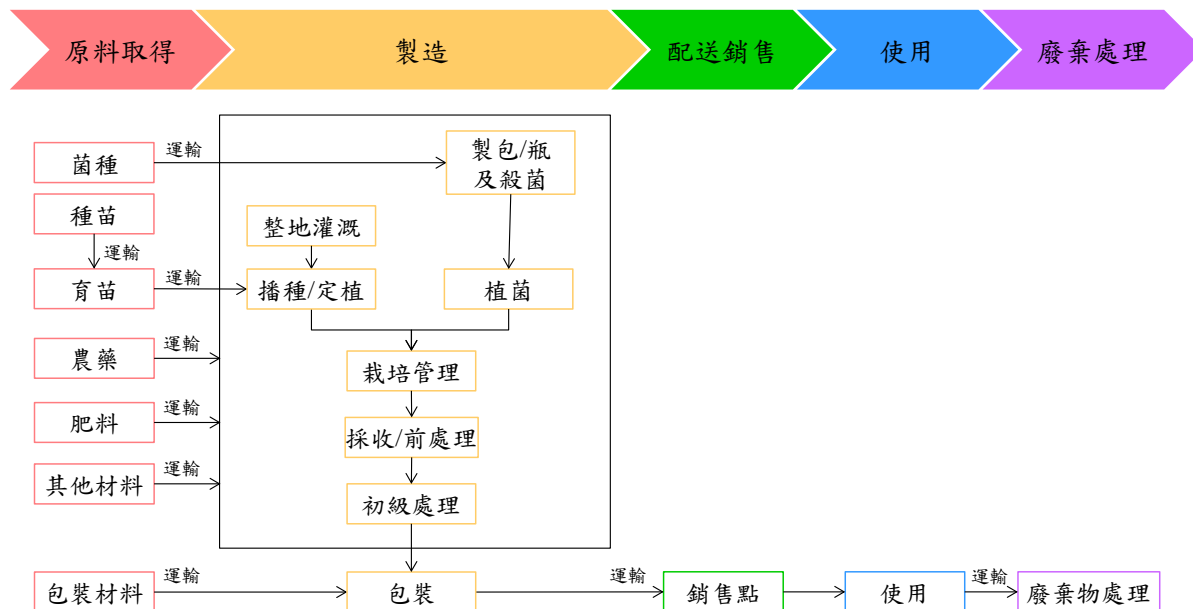 原料取得
製造
配送銷售
使用
廢棄處理
菌種
運輸
製包/瓶
及殺菌
種苗
運輸
整地灌溉
育苗
運輸
播種/定植
植菌
農藥
運輸
栽培管理
肥料
運輸
採收/前處理
其他材料
運輸
初級處理
包裝材料
運輸
包裝
運輸
銷售點
使用
運輸
廢棄物處理